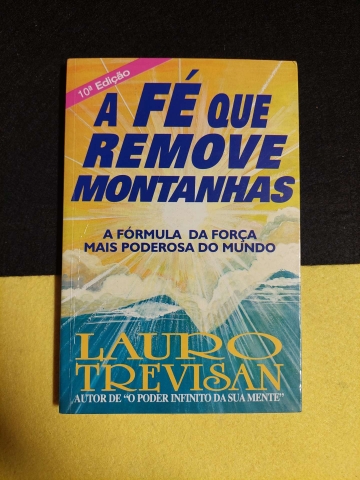 10ª Edição
A FÉ QUE
REMOVE
MONTANHAS
A FÓRMULA DA FORÇA
MAIS PODEROSA DO MUNDO
LAURO
TREVISAN
AUTOR DE "O PODER INFINITO DA SUA MENTE"